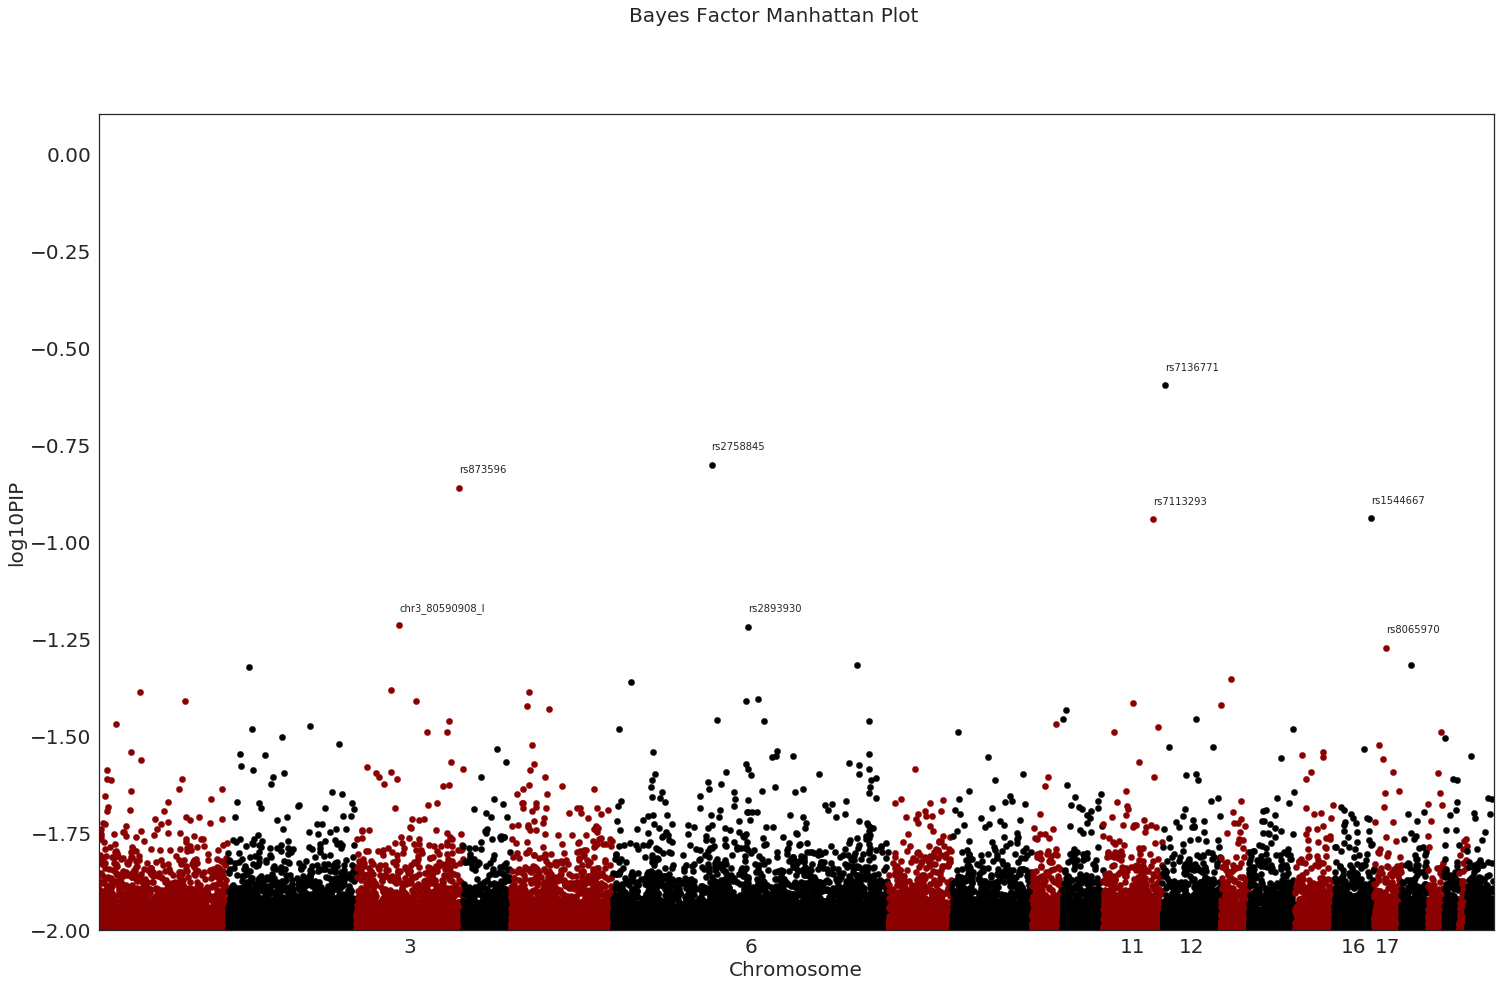 Bayes Factor Manhattan Plot
0.00
−0.25
−0.50
rs7136771
−0.75
rs2758845
rs873596
rs7113293
rs1544667
log10PIP
−1.00
chr3_80590908_I
rs2893930
−1.25
rs8065970
−1.50
−1.75
−2.00
3 6 11 12 16 17
Chromosome